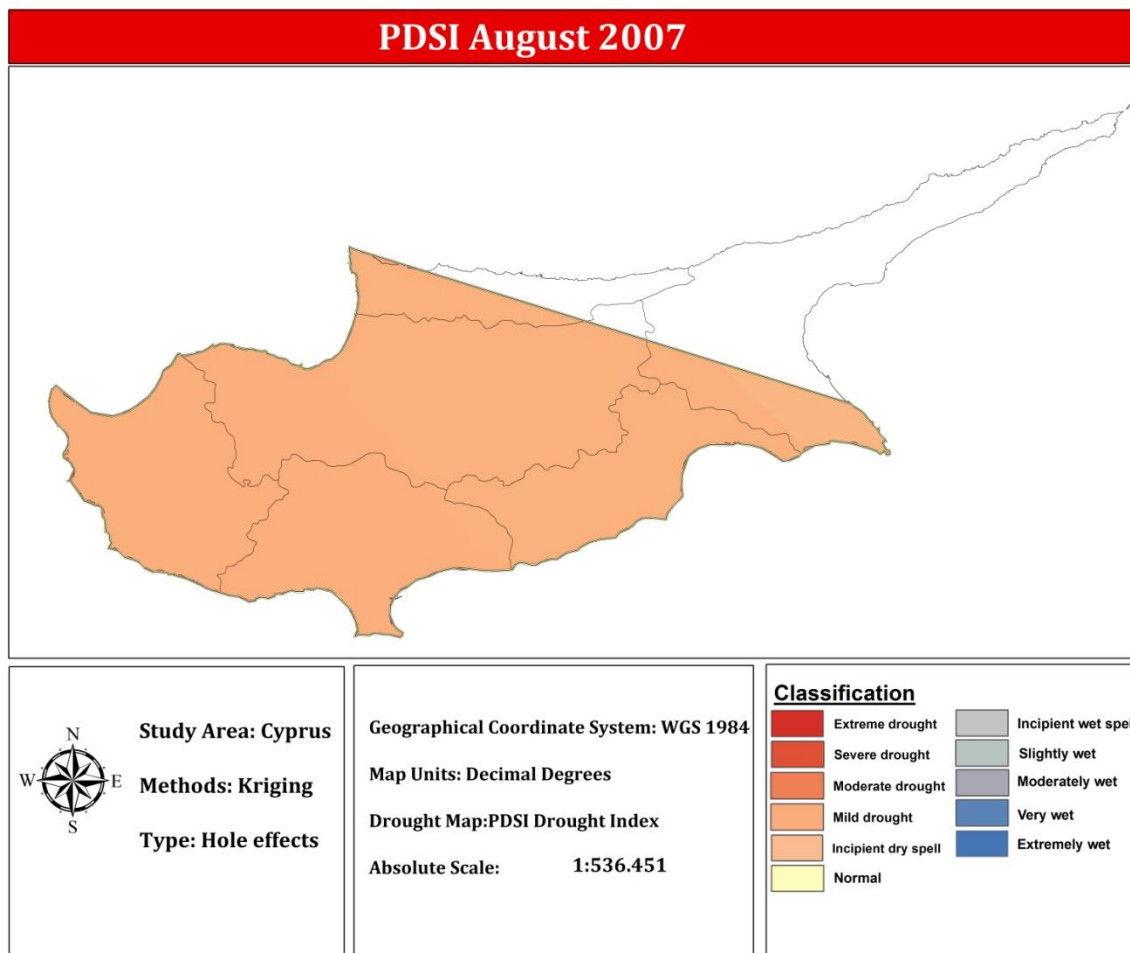 PDSI August 2007
N
W
E
S
Study Area: Cyprus
Methods: Kriging
Type: Hole effects
Geographical Coordinate System: WGS 1984
Map Units: Decimal Degrees
Drought Map:PDSI Drought Index
Absolute Scale: 1:536.451
Classification
Extreme drought
Severe drought
Moderate drought
Mild drought
Incipient dry spell
Normal
Incipient wet spel
Slightly wet
Moderately wet
Very wet
Extremely wet